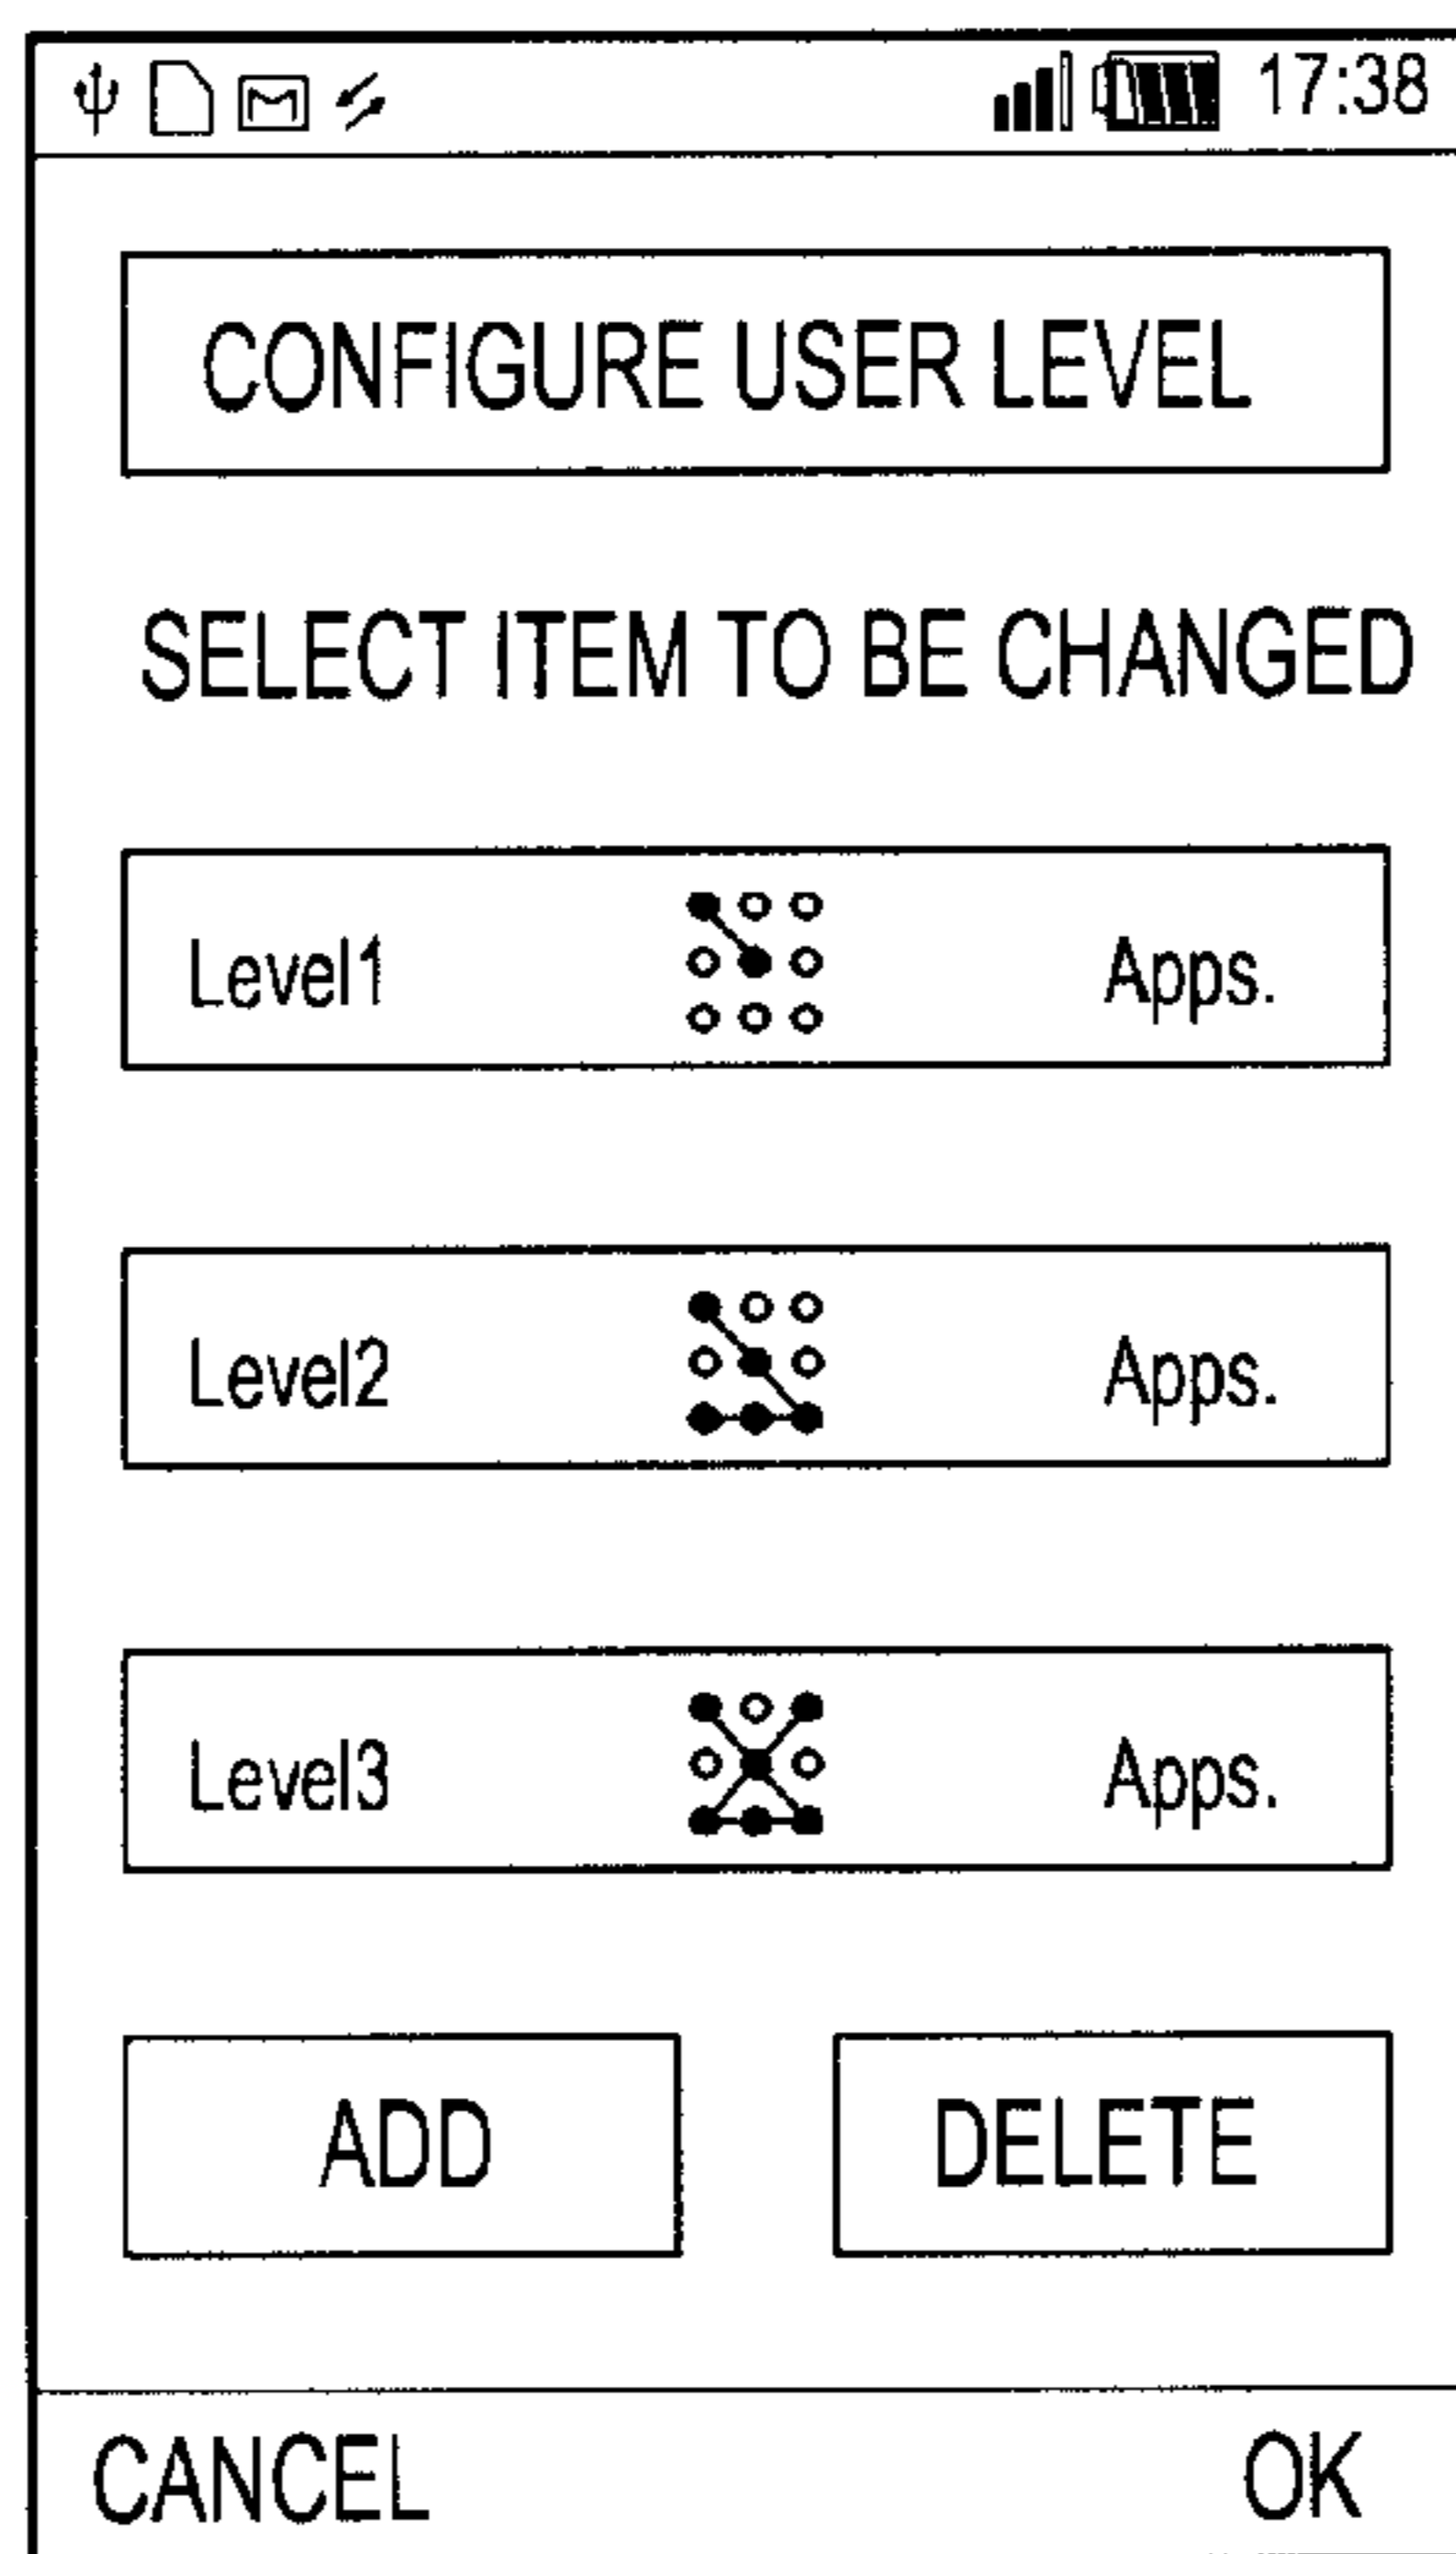 17:38
CONFIGURE USER LEVEL
SELECT ITEM TO BE CHANGED
Level1 Apps.
Level2 Apps.
Level3 Apps.
ADD DELETE
CANCEL OK